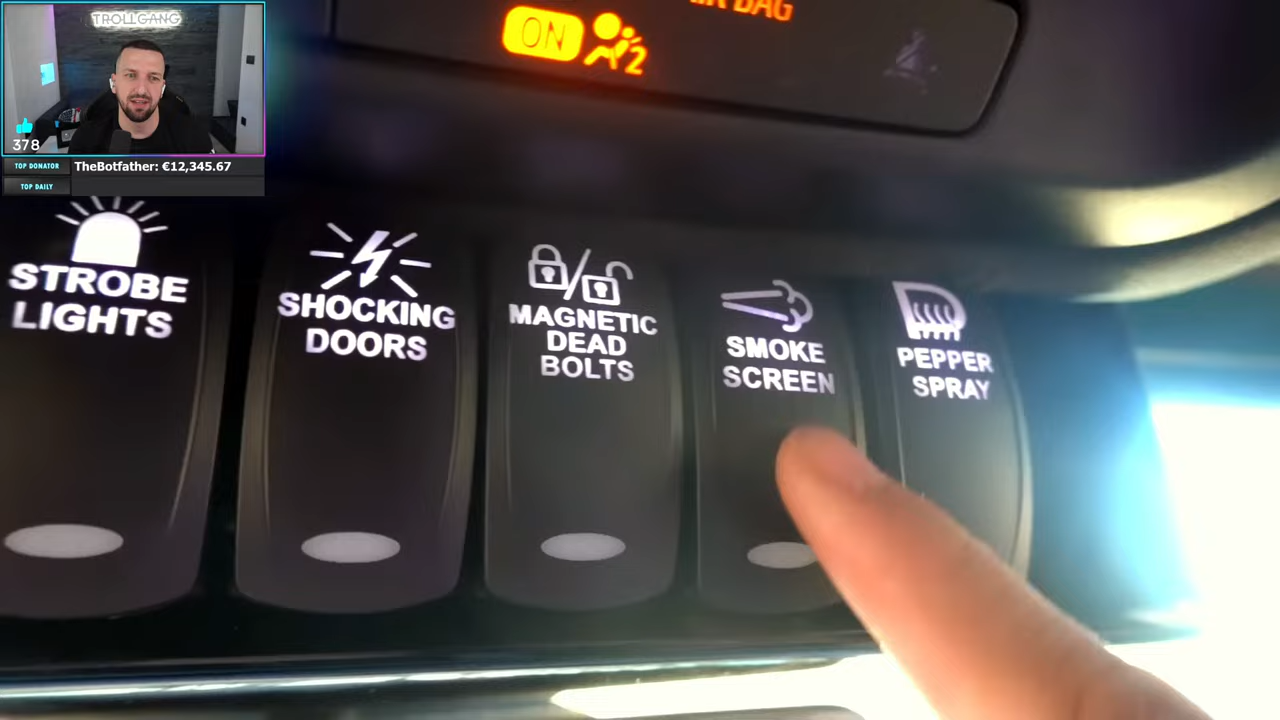 TROLLGANG
378
TOP DONATOR
TheBotfather: €12,345.67
TOP DAILY
BAG
ON
2
STROBE
LIGHTS
SHOCKING
DOORS
MAGNETIC
DEAD
BOLTS
SMOKE
SCREEN
PEPPER
SPRAY